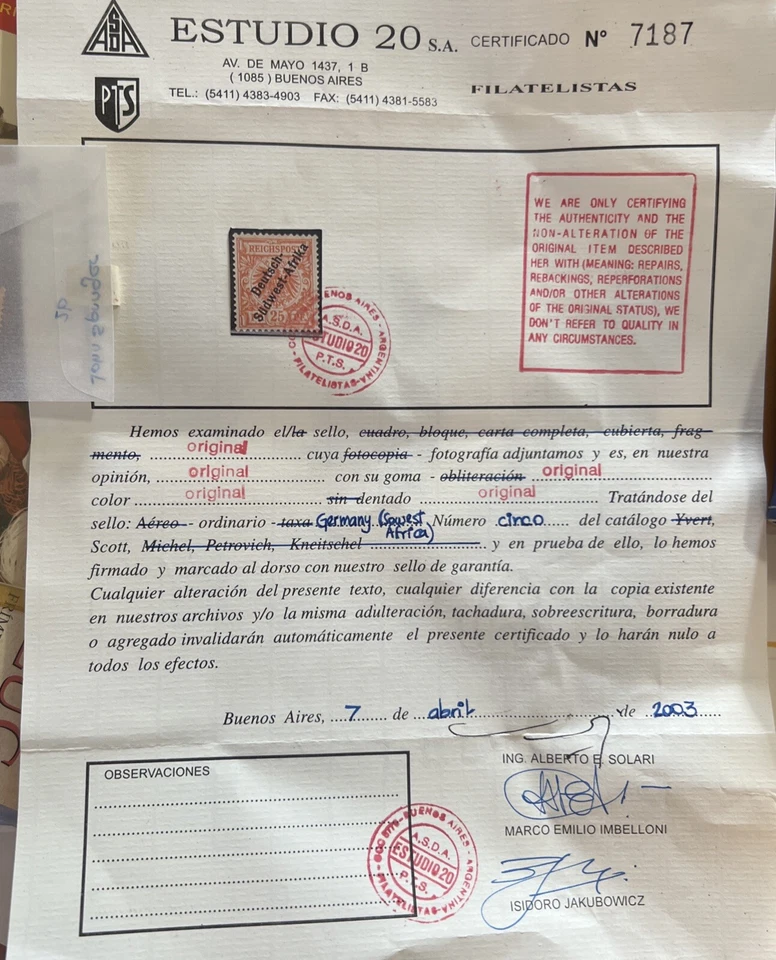 ASDA
PTS
ESTUDIO 20 S.A. CERTIFICADO Nº 7187
AV. DE MAYO 1437, 1 B
( 1085 ) BUENOS AIRES
TEL.: (5411) 4383-4903 FAX: (5411) 4381-5583
FILATELISTAS
REICHSPOST
Deutsch-
Südwest-Afrika
25
BUENOS AIRES - ARGENTINA
A.S.D.A.
ESTUDIO 20
P.T.S.
FILATELISTAS
WE ARE ONLY CERTIFYING
THE AUTHENTICITY AND THE
NON-ALTERATION OF THE
ORIGINAL ITEM DESCRIBED
HER WITH (MEANING: REPAIRS,
REBACKINGS, REPERFORATIONS
AND/OR OTHER ALTERATIONS
OF THE ORIGINAL STATUS), WE
DON'T REFER TO QUALITY IN
ANY CIRCUMSTANCES.
Hemos examinado el/la sello, cuadro, bloque, carta completa, cubierta, frag-
mento, original cuya fotocopia - fotografía adjuntamos y es, en nuestra
opinión, original con su goma - obliteración original
color original sin dentado original Tratándose del
sello: Aéreo - ordinario - taxa Germany (Sowest Africa) Número cinco del catálogo Yvert,
Scott, Michel, Petrovich, Kneitschel y en prueba de ello, lo hemos
firmado y marcado al dorso con nuestro sello de garantía.
Cualquier alteración del presente texto, cualquier diferencia con la copia existente
en nuestros archivos y/o la misma adulteración, tachadura, sobreescritura, borradura
o agregado invalidarán automáticamente el presente certificado y lo harán nulo a
todos los efectos.
Buenos Aires, 7 de abril de 2003
OBSERVACIONES
ING. ALBERTO E. SOLARI
MARCO EMILIO IMBELLONI
ISIDORO JAKUBOWICZ
BUENOS AIRES - ARGENTINA
A.S.D.A.
ESTUDIO 20
P.T.S.
FILATELISTAS